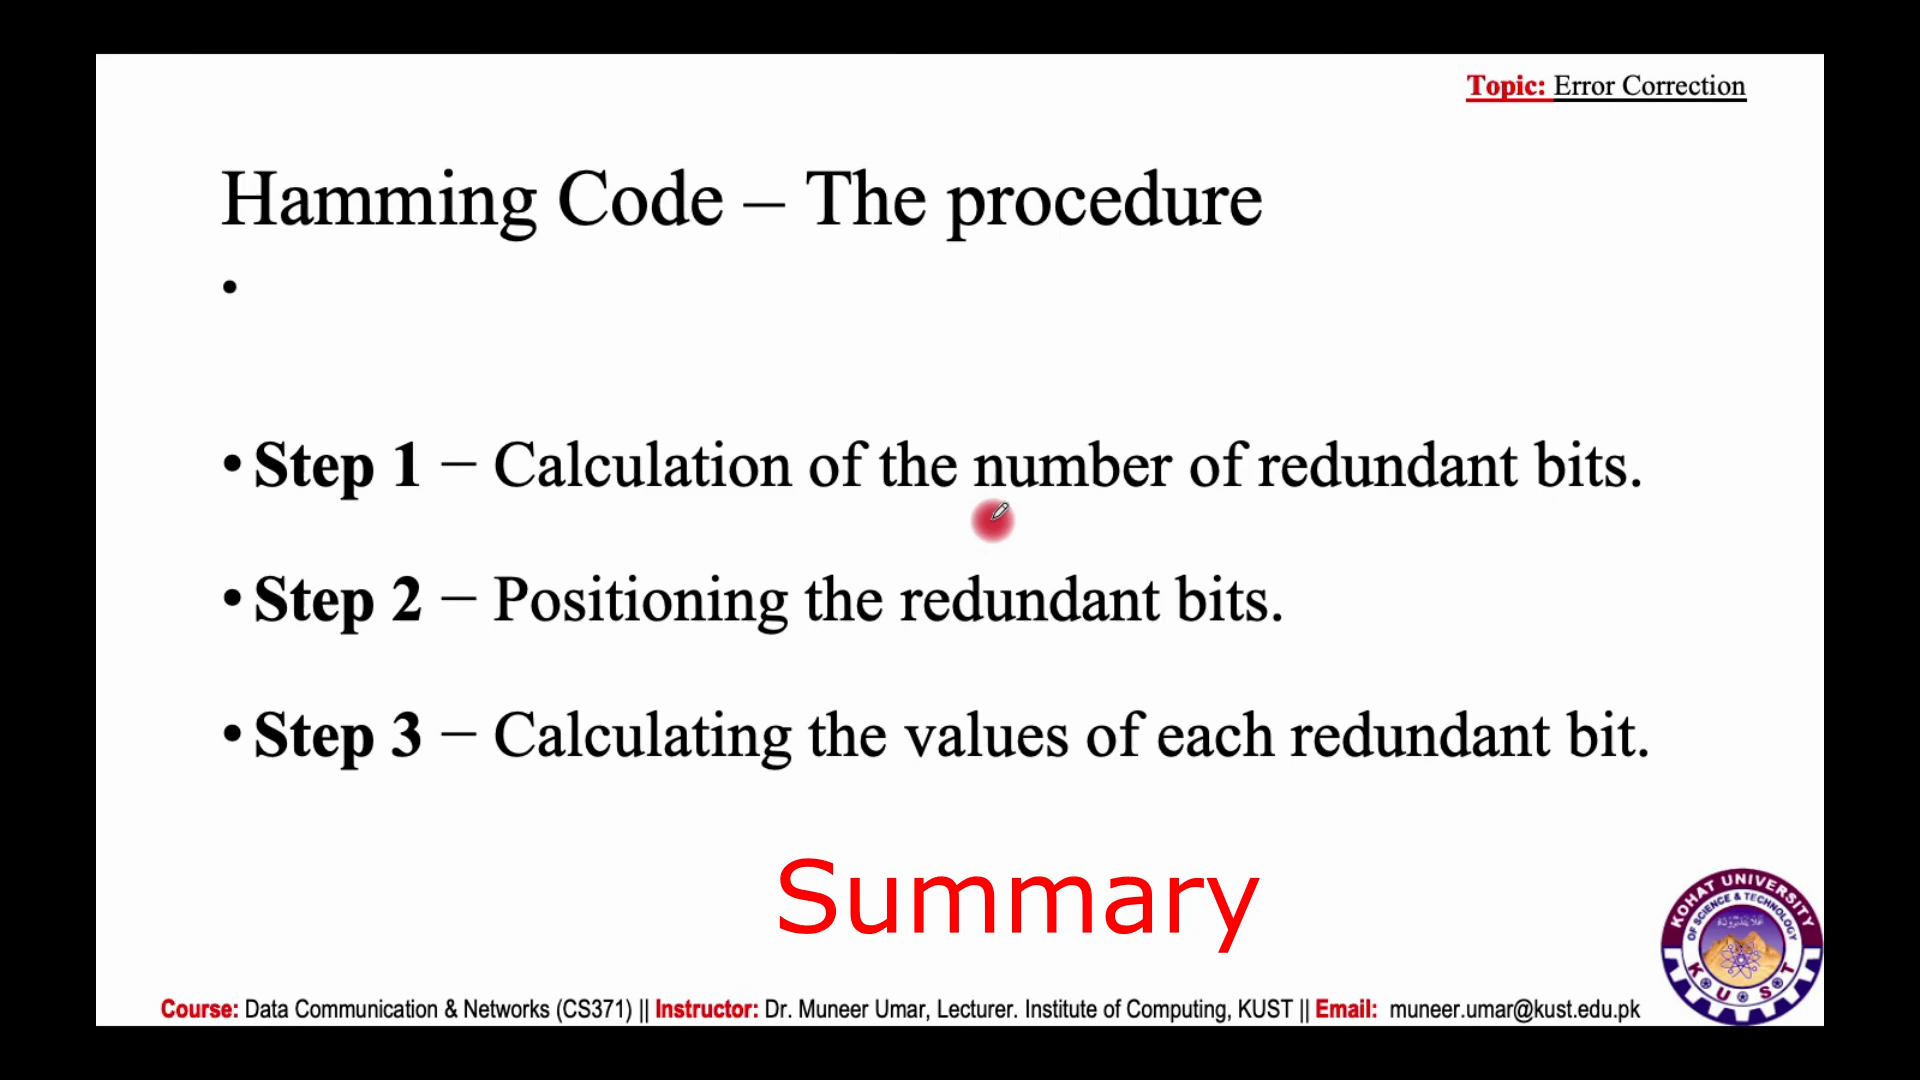 Topic: Error Correction
Hamming Code – The procedure
•
• Step 1 − Calculation of the number of redundant bits.
• Step 2 − Positioning the redundant bits.
• Step 3 − Calculating the values of each redundant bit.
Summary
KOHAT UNIVERSITY
OF SCIENCE & TECHNOLOGY
K U S T
Course: Data Communication & Networks (CS371) || Instructor: Dr. Muneer Umar, Lecturer. Institute of Computing, KUST || Email: muneer.umar@kust.edu.pk